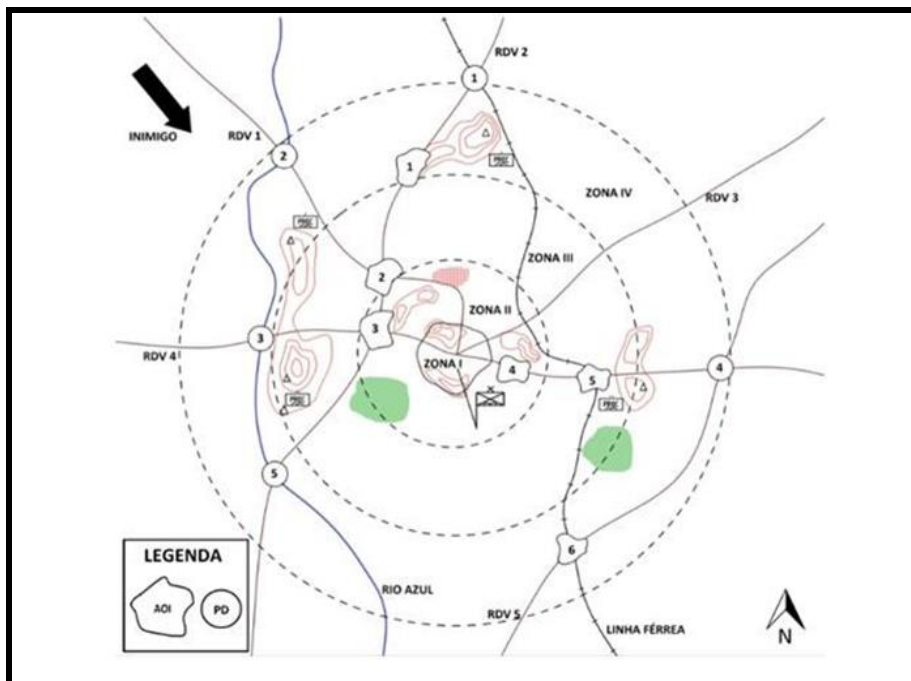 1
RDV 2
INIMIGO
RDV 1
2
1
ZONA IV
RDV 3
ZONA III
2
ZONA II
3
3
RDV 4
ZONA I
4
5
4
5
6
LEGENDA
AOI
PD
RIO AZUL
RDV 5
LINHA FÉRREA
N